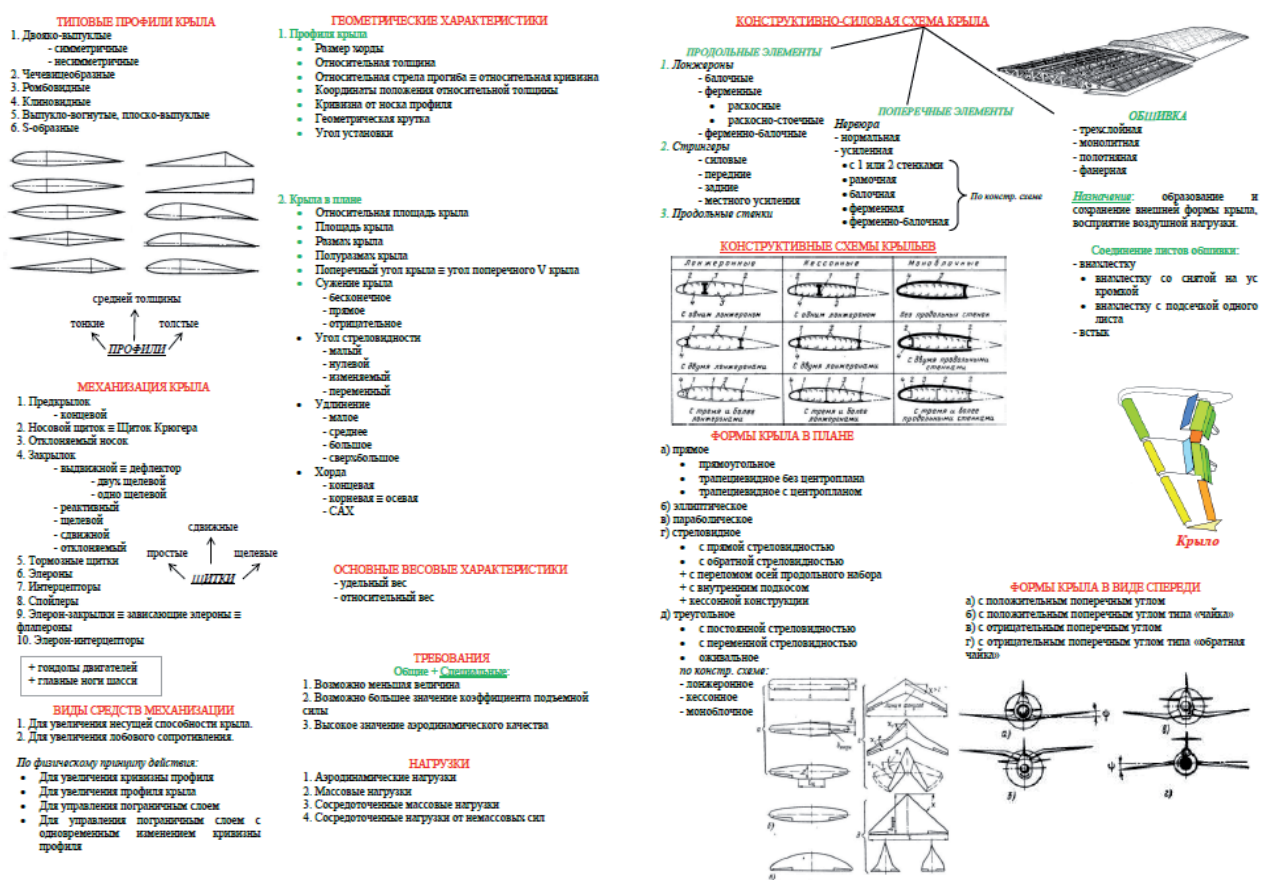 ТИПОВЫЕ ПРОФИЛИ КРЫЛА
1. Двояко-выпуклые
- симметричные
- несимметричные
2. Чечевицеобразные
3. Ромбовидные
4. Клиновидные
5. Выпукло-вогнутые, плоско-выпуклые
6. S-образные
средней толщины
тонкие
толстые
ПРОФИЛИ
МЕХАНИЗАЦИЯ КРЫЛА
1. Предкрылок
- концевой
2. Носовой щиток ≡ Щиток Крюгера
3. Отклоняемый носок
4. Закрылок
- выдвижной ≡ дефлектор
- двух щелевой
- одно щелевой
- реактивный
- щелевой
- сдвижной
- отклоняемый
5. Тормозные щитки
6. Элероны
7. Интерцепторы
8. Спойлеры
9. Элерон-закрылки ≡ зависающие элероны ≡
флапероны
10. Элерон-интерцепторы
сдвижные
простые
щелевые
ЩИТКИ
+ гондолы двигателей
+ главные ноги шасси
ВИДЫ СРЕДСТВ МЕХАНИЗАЦИИ
1. Для увеличения несущей способности крыла.
2. Для увеличения лобового сопротивления.
По физическому принципу действия:
• Для увеличения кривизны профиля
• Для увеличения профиля крыла
• Для управления пограничным слоем
• Для управления пограничным слоем с
одновременным изменением кривизны
профиля
ГЕОМЕТРИЧЕСКИЕ ХАРАКТЕРИСТИКИ
1. Профиля крыла
• Размер хорды
• Относительная толщина
• Относительная стрела прогиба ≡ относительная кривизна
• Координаты положения относительной толщины
• Кривизна от носка профиля
• Геометрическая крутка
• Угол установки
2. Крыла в плане
• Относительная площадь крыла
• Площадь крыла
• Размах крыла
• Полуразмах крыла
• Поперечный угол крыла ≡ угол поперечного V крыла
• Сужение крыла
- бесконечное
- прямое
- отрицательное
• Угол стреловидности
- малый
- нулевой
- изменяемый
- переменный
• Удлинение
- малое
- среднее
- большое
- сверхбольшое
• Хорда
- концевая
- корневая ≡ осевая
- САХ
ОСНОВНЫЕ ВЕСОВЫЕ ХАРАКТЕРИСТИКИ
- удельный вес
- относительный вес
ТРЕБОВАНИЯ
Общие + Специальные:
1. Возможно меньшая величина
2. Возможно большее значение коэффициента подъемной
силы
3. Высокое значение аэродинамического качества
НАГРУЗКИ
1. Аэродинамические нагрузки
2. Массовые нагрузки
3. Сосредоточенные массовые нагрузки
4. Сосредоточенные нагрузки от немассовых сил
КОНСТРУКТИВНО-СИЛОВАЯ СХЕМА КРЫЛА
ПРОДОЛЬНЫЕ ЭЛЕМЕНТЫ
1. Лонжероны
- балочные
- ферменные
• раскосные
• раскосно-стоечные
- ферменно-балочные
2. Стрингеры
- силовые
- передние
- задние
- местного усиления
3. Продольные стенки
ПОПЕРЕЧНЫЕ ЭЛЕМЕНТЫ
Нервюра
- нормальная
- усиленная
• с 1 или 2 стенками
• рамочная
• балочная
• ферменная
• ферменно-балочная
По констр. схеме
ОБШИВКА
- трехслойная
- монолитная
- полотняная
- фанерная
Назначение: образование и
сохранение внешней формы крыла,
восприятие воздушной нагрузки.
Соединение листов обшивки:
- внахлестку
• внахлестку со снятой на ус
кромкой
• внахлестку с подсечкой одного
листа
- встык
КОНСТРУКТИВНЫЕ СХЕМЫ КРЫЛЬЕВ
Лонжеронные Кессонные Моноблочные
С одним лонжероном С одним лонжероном Без продольных стенок
С двумя лонжеронами С двумя лонжеронами С двумя продольными стенками
С тремя и более лонжеронами С тремя и более лонжеронами С тремя и более продольными стенками
ФОРМЫ КРЫЛА В ПЛАНЕ
а) прямое
• прямоугольное
• трапециевидное без центроплана
• трапециевидное с центропланом
б) эллиптическое
в) параболическое
г) стреловидное
• с прямой стреловидностью
• с обратной стреловидностью
+ с переломом осей продольного набора
+ с внутренним подкосом
+ кессонной конструкции
д) треугольное
• с постоянной стреловидностью
• с переменной стреловидностью
• оживальное
по констр. схеме:
- лонжеронное
- кессонное
- моноблочное
Крыло
ФОРМЫ КРЫЛА В ВИДЕ СПЕРЕДИ
а) с положительным поперечным углом
б) с положительным поперечным углом типа «чайка»
в) с отрицательным поперечным углом
г) с отрицательным поперечным углом типа «обратная
чайка»
а)
б)
в)
г)